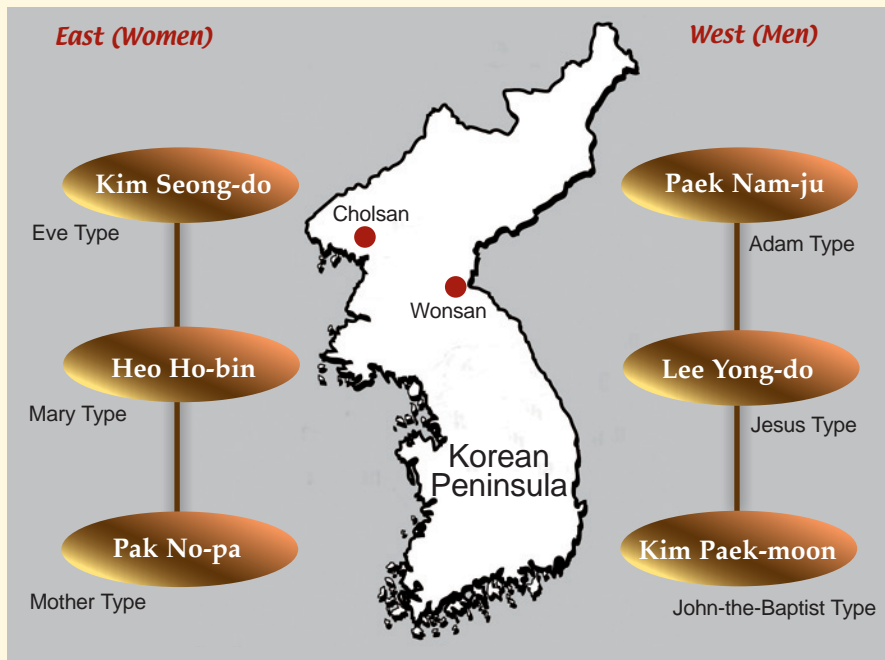 East (Women)
West (Men)
Kim Seong-do
Eve Type
Heo Ho-bin
Mary Type
Pak No-pa
Mother Type
Cholsan
Wonsan
Korean
Peninsula
Paek Nam-ju
Adam Type
Lee Yong-do
Jesus Type
Kim Paek-moon
John-the-Baptist Type